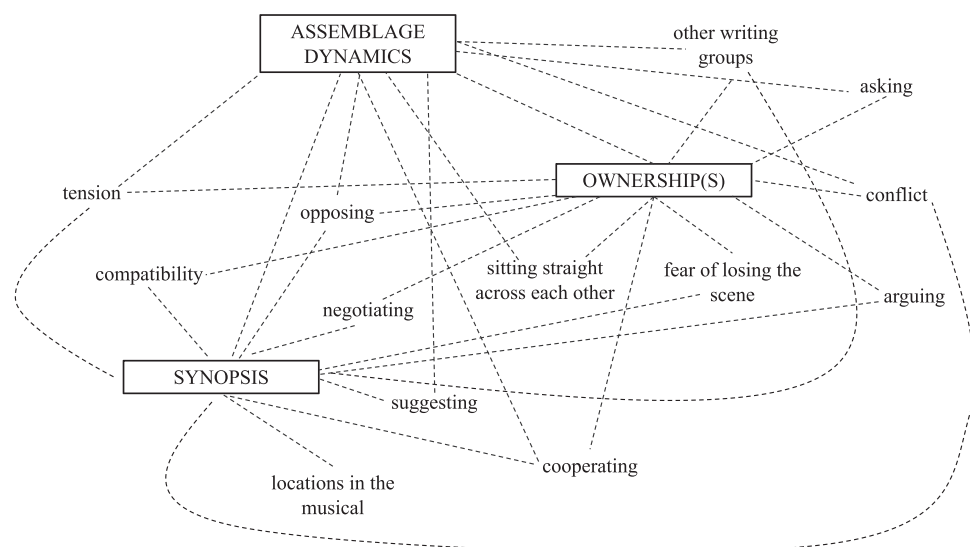 ASSEMBLAGE
DYNAMICS
other writing
groups
asking
OWNERSHIP(S)
tension
conflict
opposing
compatibility
sitting straight
across each other
fear of losing the
scene
arguing
negotiating
SYNOPSIS
suggesting
cooperating
locations in the
musical